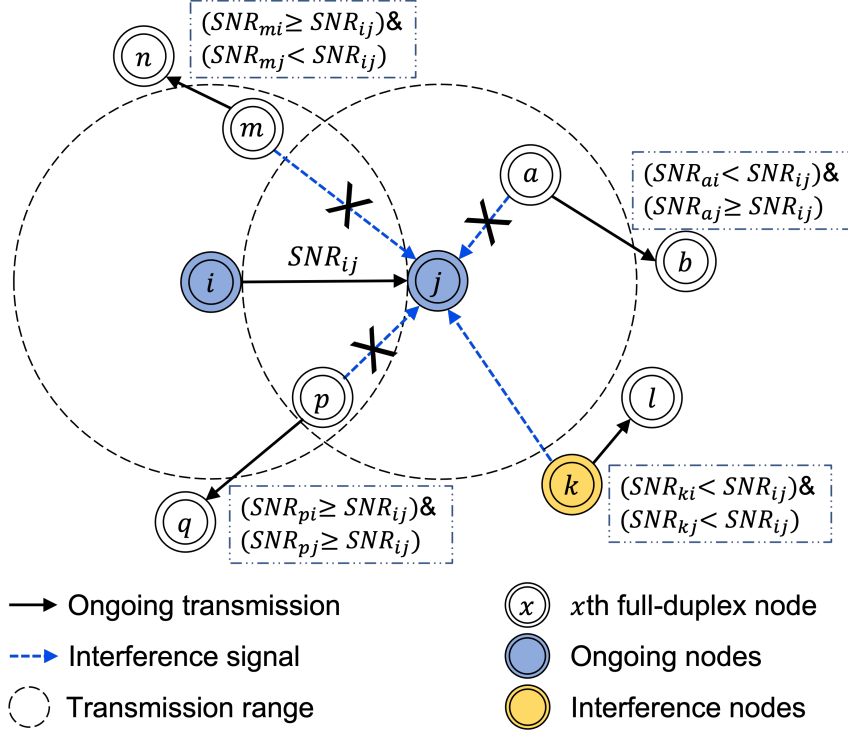 (SNR_mi ≥ SNR_ij)&
(SNR_mj < SNR_ij)
n
m
a
(SNR_ai < SNR_ij)&
(SNR_aj ≥ SNR_ij)
b
SNR_ij
i
j
p
l
k
(SNR_ki < SNR_ij)&
(SNR_kj < SNR_ij)
q
(SNR_pi ≥ SNR_ij)&
(SNR_pj ≥ SNR_ij)
Ongoing transmission
x
xth full-duplex node
Interference signal
Ongoing nodes
Transmission range
Interference nodes